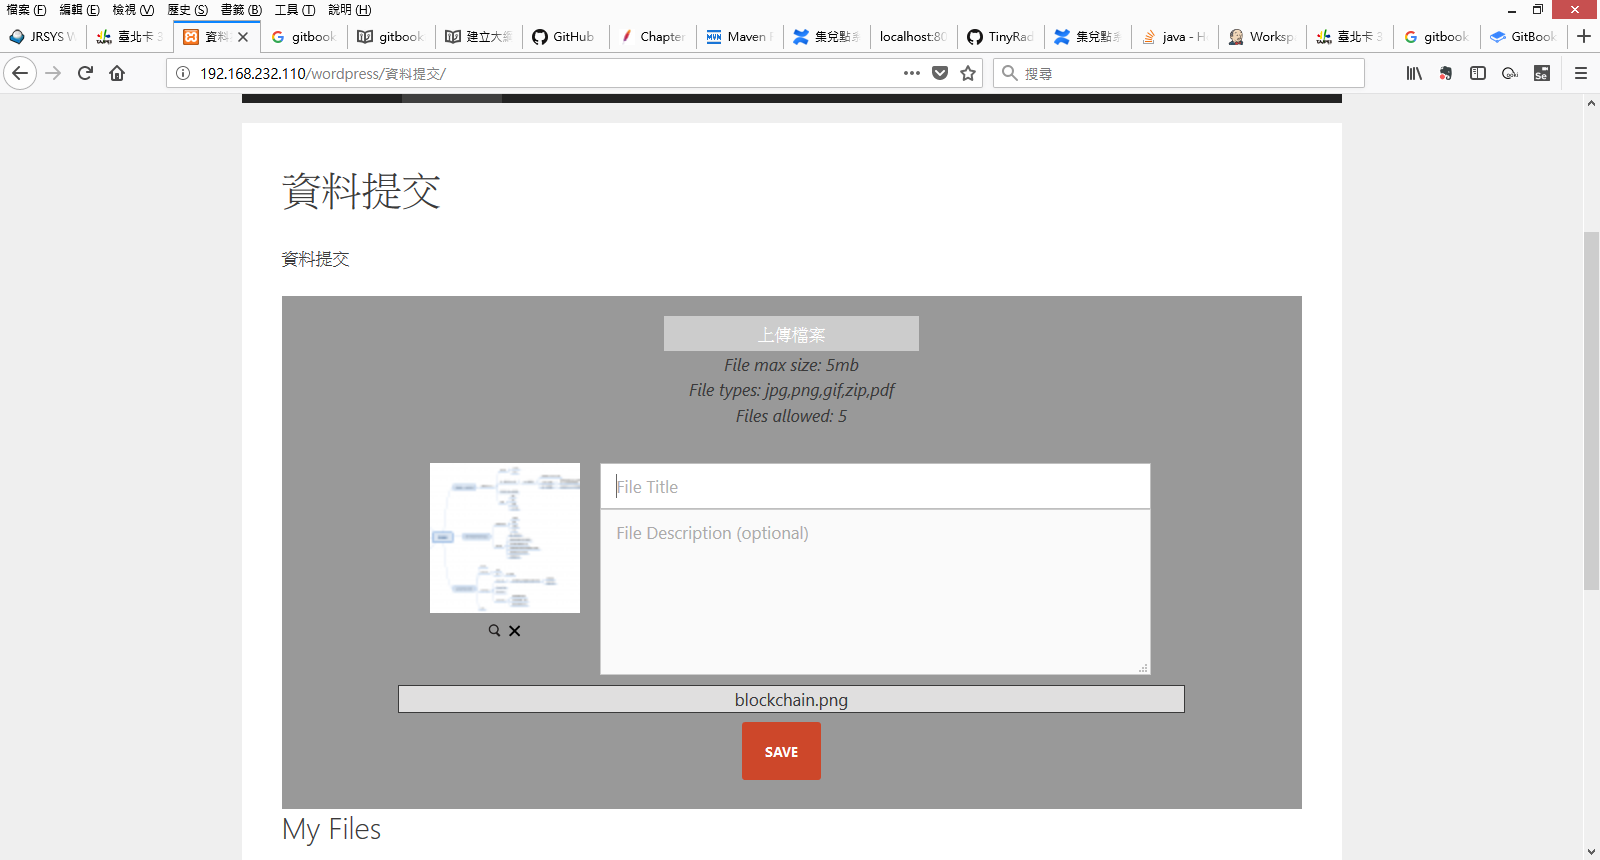 檔案 (F) 編輯 (E) 檢視 (V) 歷史 (S) 書籤 (B) 工具 (T) 說明 (H)
JRSYS W 臺北卡 3 資料 gitbook gitbook 建立大綱 GitHub Chapter Maven 集兌點系 localhost:80 TinyRad 集兌點系 java - H Worksp 臺北卡 3 gitbook GitBook
192.168.232.110/wordpress/資料提交/
搜尋
資料提交
資料提交
上傳檔案
File max size: 5mb
File types: jpg,png,gif,zip,pdf
Files allowed: 5
File Title
File Description (optional)
blockchain.png
SAVE
My Files